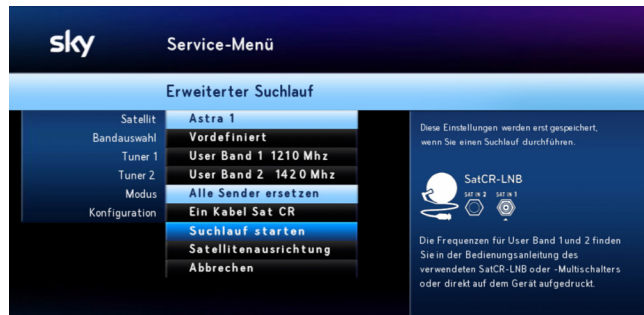 sky
Service-Menü
Erweiterter Suchlauf
Satellit Astra 1
Bandauswahl Vordefiniert
Tuner 1 User Band 1 1210 Mhz
Tuner 2 User Band 2 1420 Mhz
Modus Alle Sender ersetzen
Konfiguration Ein Kabel Sat CR
Suchlauf starten
Satellitenausrichtung
Abbrechen
Diese Einstellungen werden erst gespeichert,
wenn Sie einen Suchlauf durchführen.
SatCR-LNB
SAT IN 2 SAT IN 1
Die Frequenzen für User Band 1 und 2 finden
Sie in der Bedienungsanleitung des
verwendeten SatCR-LNB oder -Multischalters
oder direkt auf dem Gerät aufgedruckt.